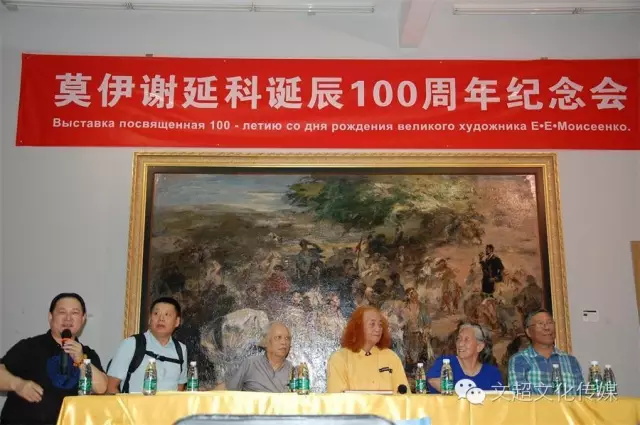 莫伊谢延科诞辰100周年纪念会
Выставка посвященная 100 - летию со дня рождения великого художника Е•Е•Моисеенко.
文超文化传媒